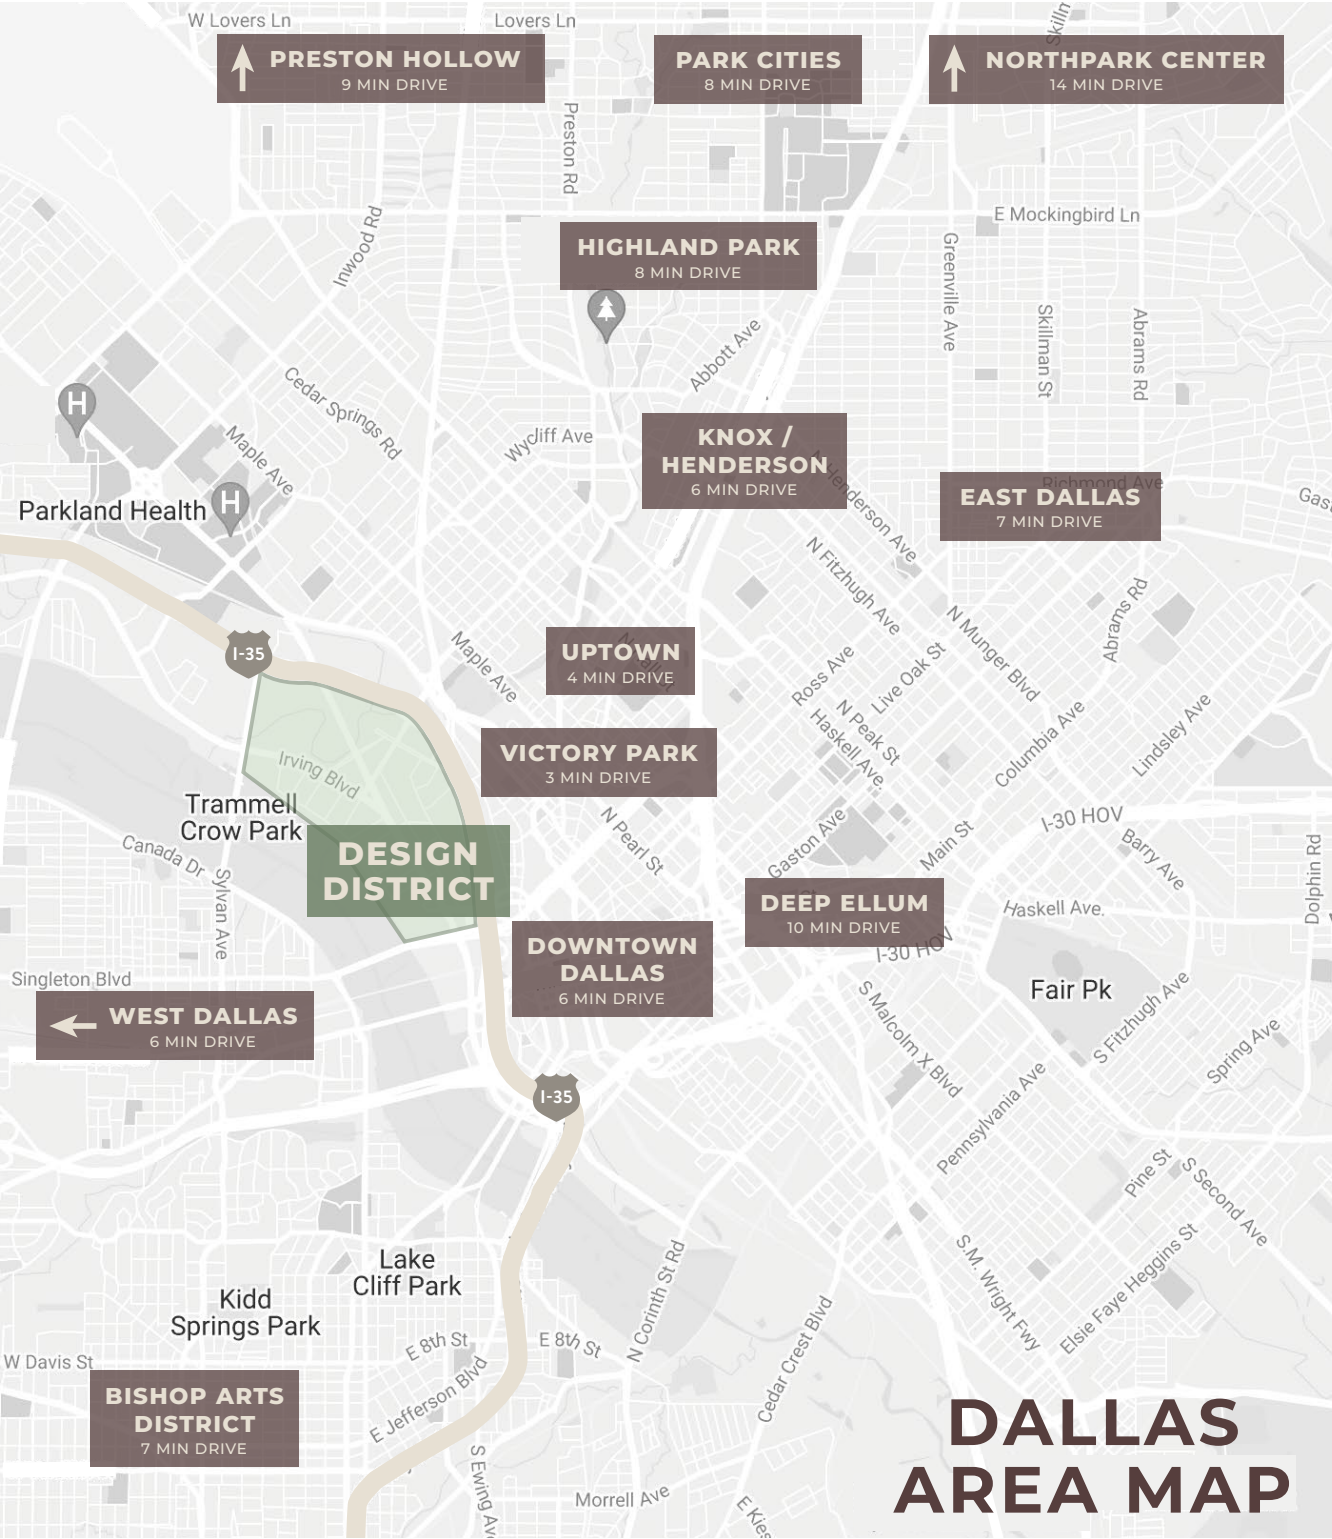 W Lovers Ln
Lovers Ln
PRESTON HOLLOW
9 MIN DRIVE
PARK CITIES
8 MIN DRIVE
NORTHPARK CENTER
14 MIN DRIVE
Preston Rd
Inwood Rd
E Mockingbird Ln
HIGHLAND PARK
8 MIN DRIVE
Greenville Ave
Skillman St
Abrams Rd
Abbott Ave
Cedar Springs Rd
H
Maple Ave
Wycliff Ave
KNOX /
HENDERSON
6 MIN DRIVE
Henderson Ave
Richmond Ave
EAST DALLAS
7 MIN DRIVE
Parkland Health
H
N Fitzhugh Ave
Abrams Rd
N Munger Blvd
I-35
Maple Ave
UPTOWN
4 MIN DRIVE
Ross Ave
Live Oak St
N Peak St
Haskell Ave.
Columbia Ave
Lindsley Ave
VICTORY PARK
3 MIN DRIVE
Irving Blvd
Trammell
Crow Park
N Pearl St
Gaston Ave
Main St
I-30 HOV
Barry Ave
Dolphin Rd
Canada Dr
Sylvan Ave
DESIGN
DISTRICT
DEEP ELLUM
10 MIN DRIVE
Haskell Ave.
I-30 HOV
DOWNTOWN
DALLAS
6 MIN DRIVE
Singleton Blvd
Fair Pk
WEST DALLAS
6 MIN DRIVE
S Malcolm X Blvd
S Fitzhugh Ave
Spring Ave
I-35
Pennsylvania Ave
Pine St
S Second Ave
Lake
Cliff Park
Kidd
Springs Park
N Corinth St Rd
S.M. Wright Fwy
Elsie Faye Heggins St
E 8th St
E 8th St
Cedar Crest Blvd
W Davis St
BISHOP ARTS
DISTRICT
7 MIN DRIVE
E Jefferson Blvd
S Ewing Av
Morrell Ave
DALLAS
AREA MAP